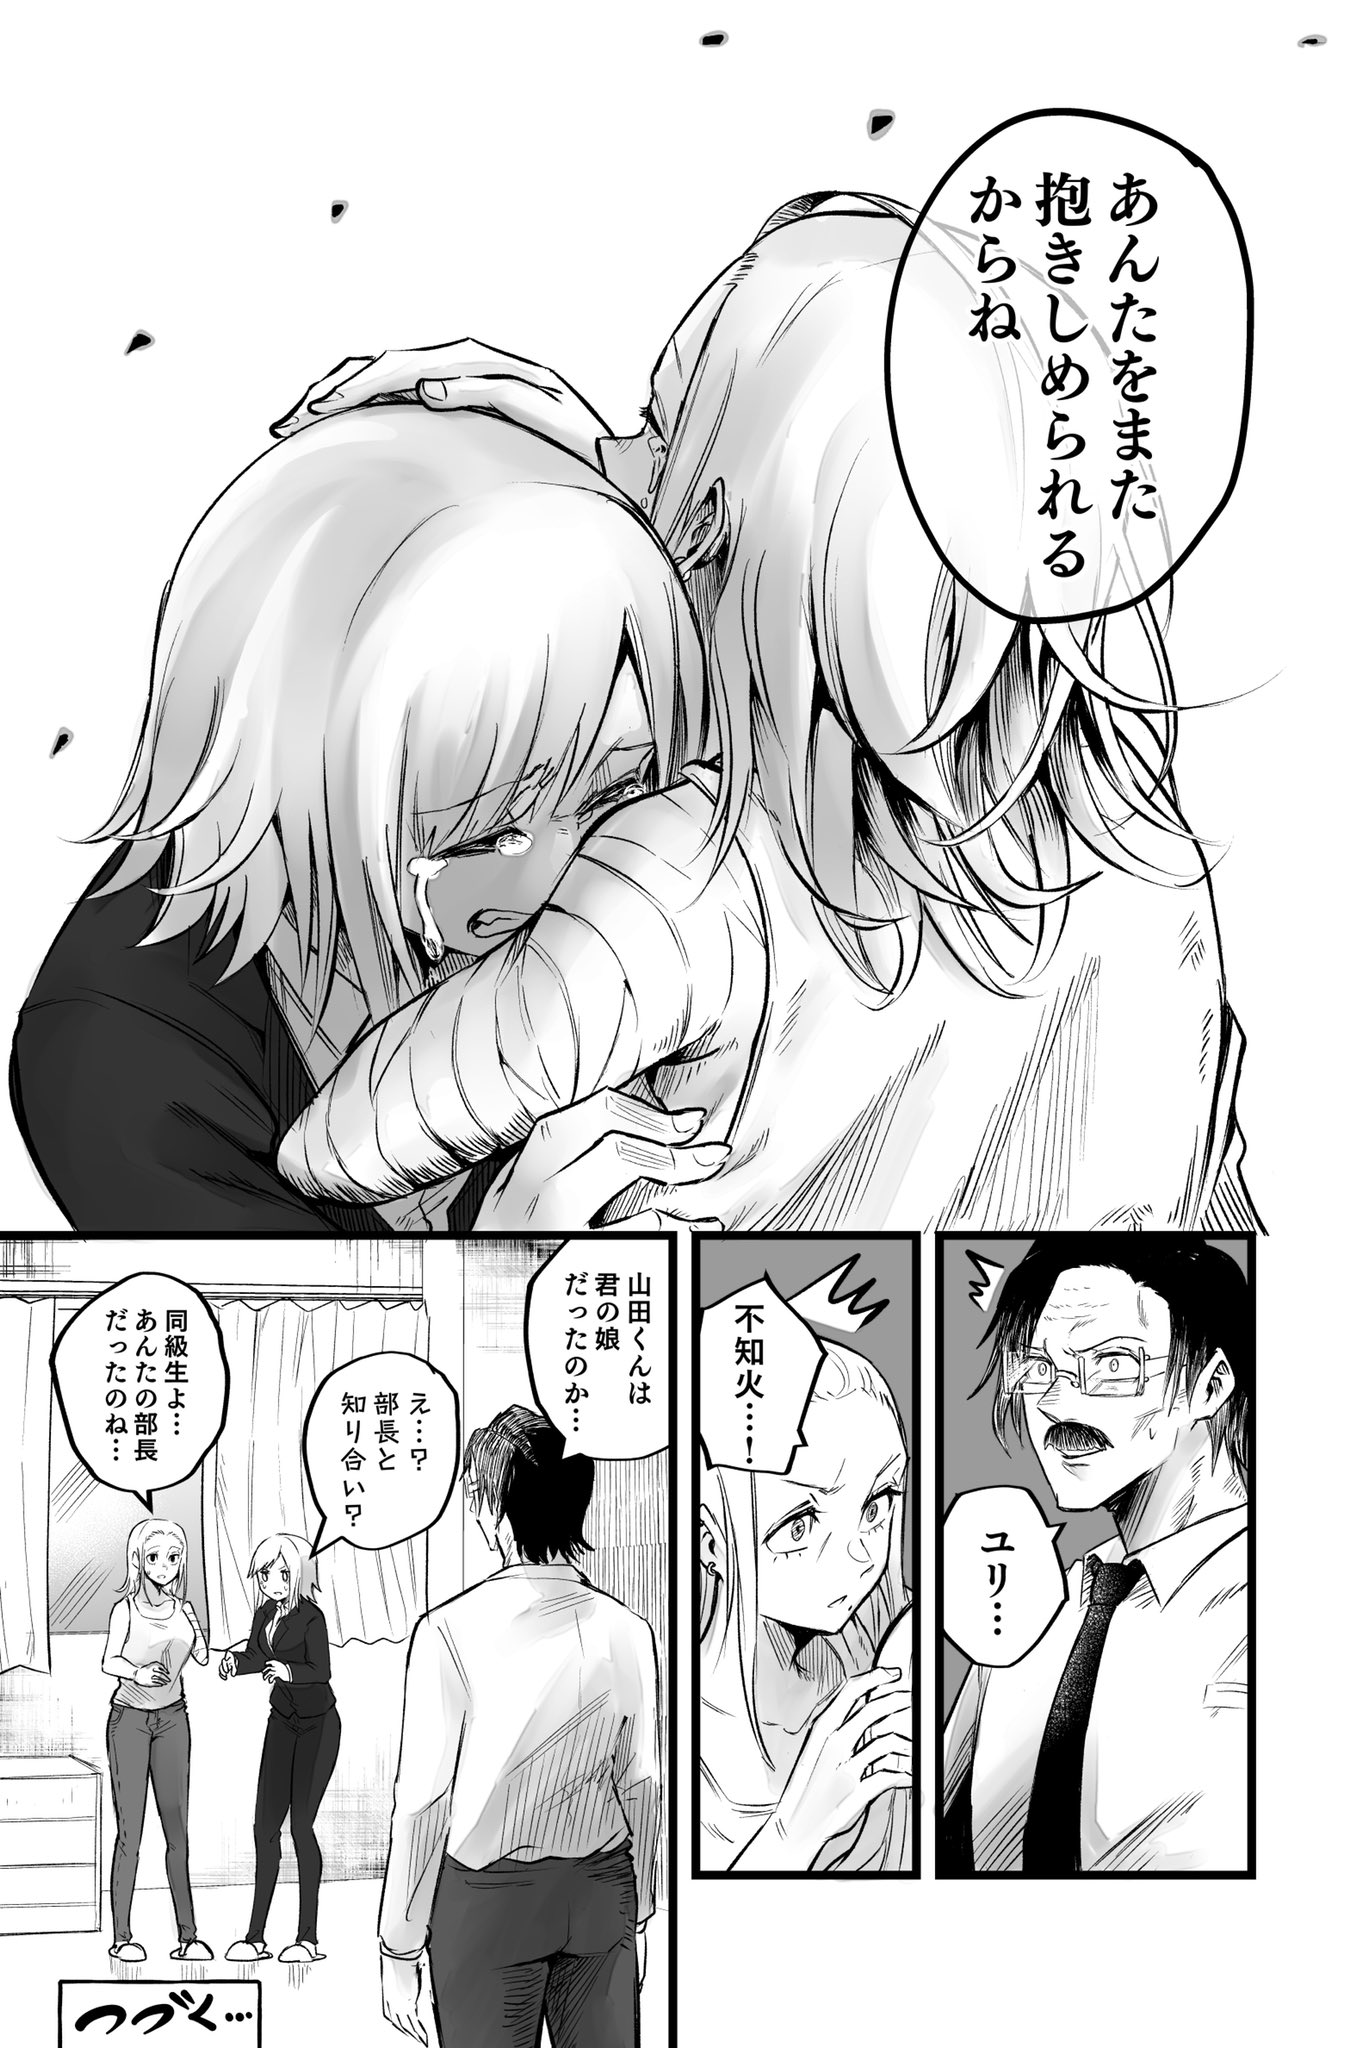 あんたをまた
抱きしめられる
からね
ユリ…
不知火…！
山田くんは
君の娘
だったのか…
え…？
部長と
知り合い？
同級生よ…
あんたの部長
だったのね…
つづく…